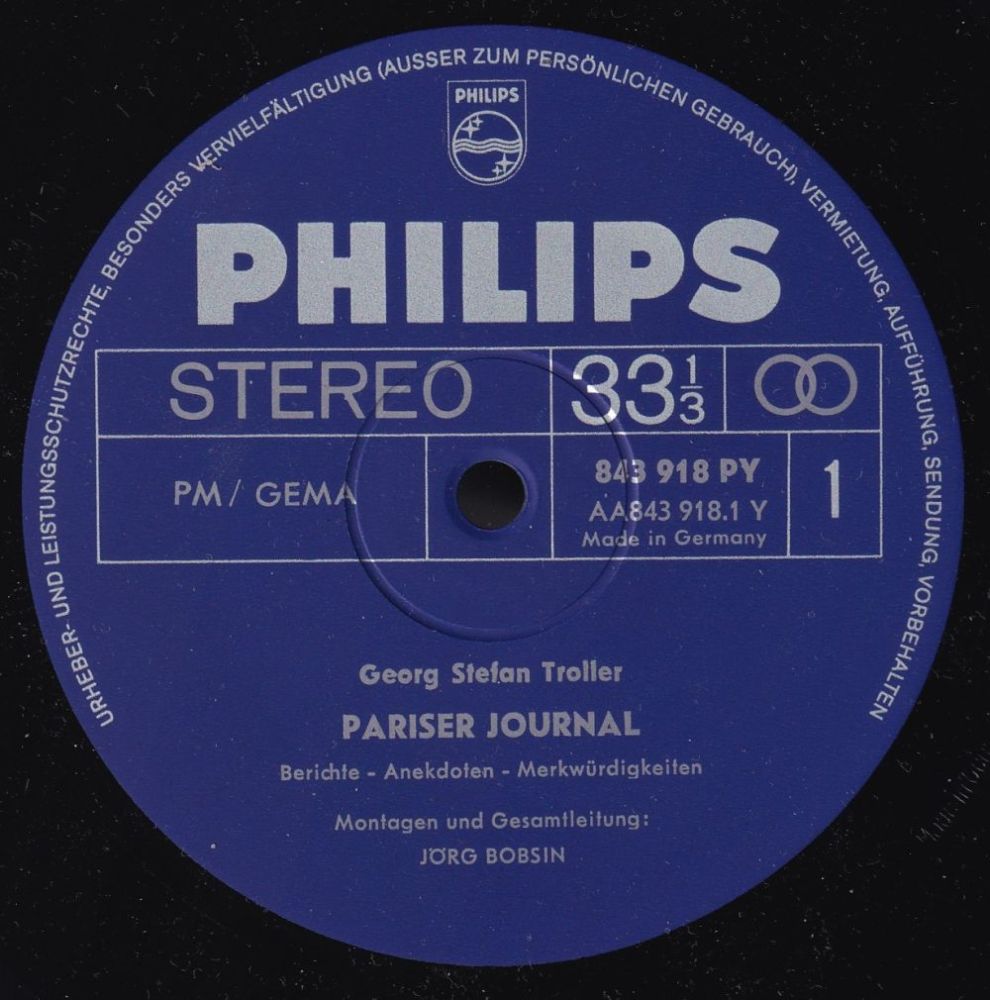 URHEBER- UND LEISTUNGSSCHUTZRECHTE, BESONDERS VERVIELFÄLTIGUNG (AUSSER ZUM PERSÖNLICHEN GEBRAUCH), VERMIETUNG, AUFFÜHRUNG, SENDUNG, VORBEHALTEN
PHILIPS
PHILIPS
STEREO 33 1/3
PM / GEMA
843 918 PY
AA843 918.1 Y
Made in Germany
1
Georg Stefan Troller
PARISER JOURNAL
Berichte - Anekdoten - Merkwürdigkeiten
Montagen und Gesamtleitung:
JÖRG BOBSIN